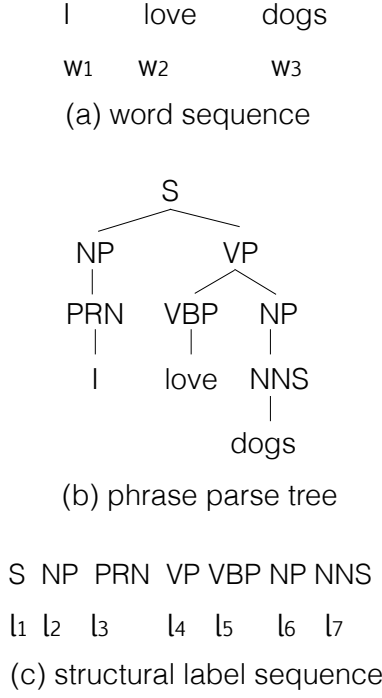 I love dogs
w1 w2 w3
(a) word sequence
S
NP VP
PRN VBP NP
I love NNS
dogs
(b) phrase parse tree
S NP PRN VP VBP NP NNS
l1 l2 l3 l4 l5 l6 l7
(c) structural label sequence